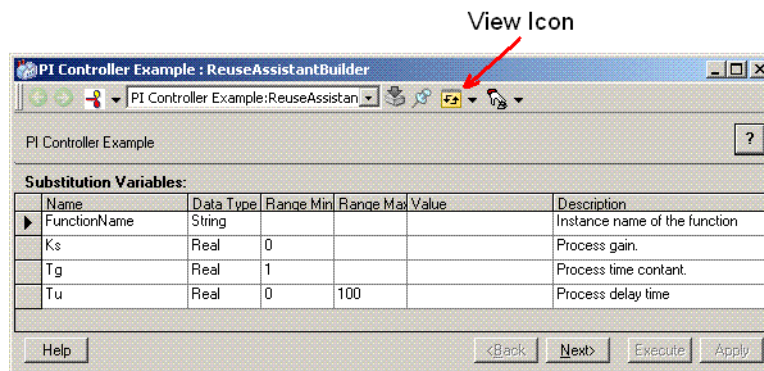 View Icon
PI Controller Example : ReuseAssistantBuilder
PI Controller Example:ReuseAssistan
PI Controller Example
?
Substitution Variables:
Name Data Type Range Min Range Max Value Description
FunctionName String Instance name of the function
Ks Real 0 Process gain.
Tg Real 1 Process time contant.
Tu Real 0 100 Process delay time
Help <Back Next> Execute Apply